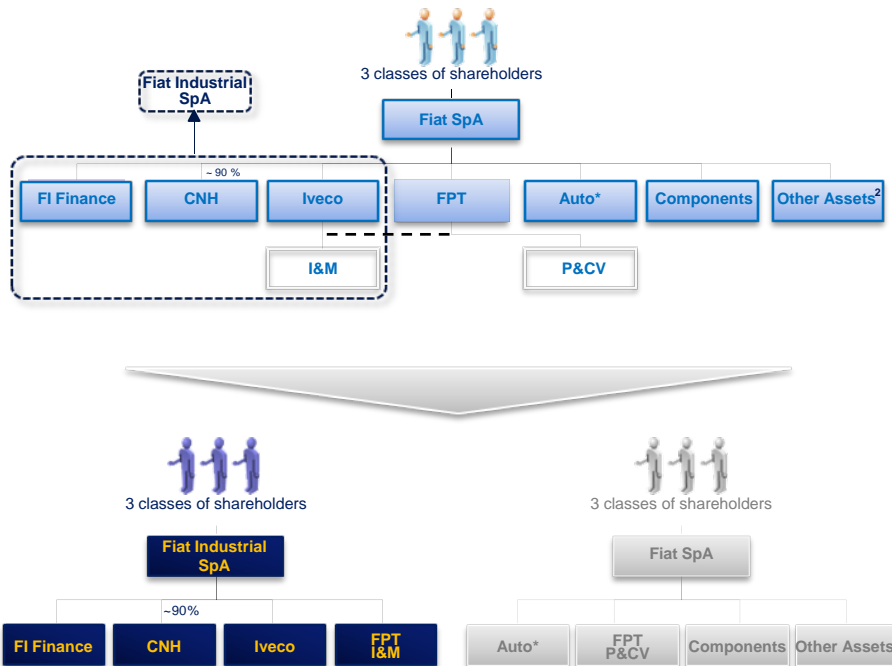 3 classes of shareholders
Fiat Industrial
SpA
Fiat SpA
~ 90 %
FI Finance
CNH
Iveco
FPT
Auto*
Components
Other Assets2
I&M
P&CV
3 classes of shareholders
3 classes of shareholders
Fiat Industrial
SpA
Fiat SpA
~90%
FI Finance
CNH
Iveco
FPT
I&M
Auto*
FPT
P&CV
Components
Other Assets